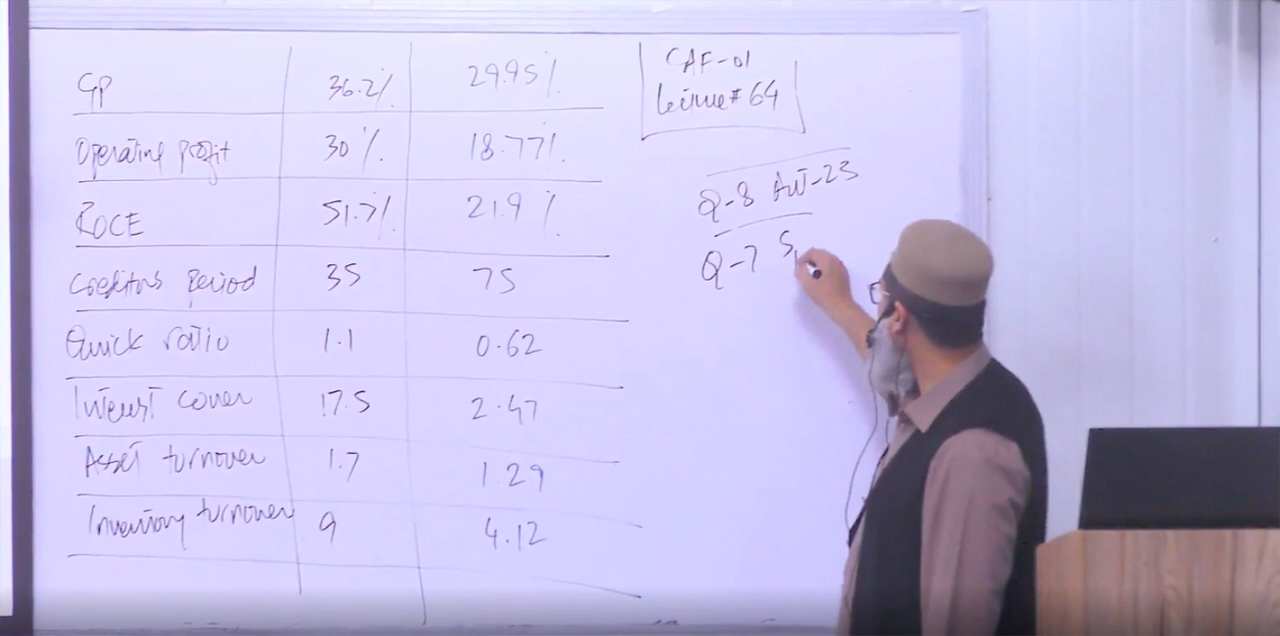 GP 36.2% 29.95%
Operating profit 30% 18.77%
ROCE 51.7% 21.9%
Creditors period 35 75
Quick ratio 1.1 0.62
Interest cover 17.5 2.47
Asset turnover 1.7 1.29
Inventory turnover 9 4.12
CAF-01
Lecture # 64
Q-8 AUT-23
Q-7 S